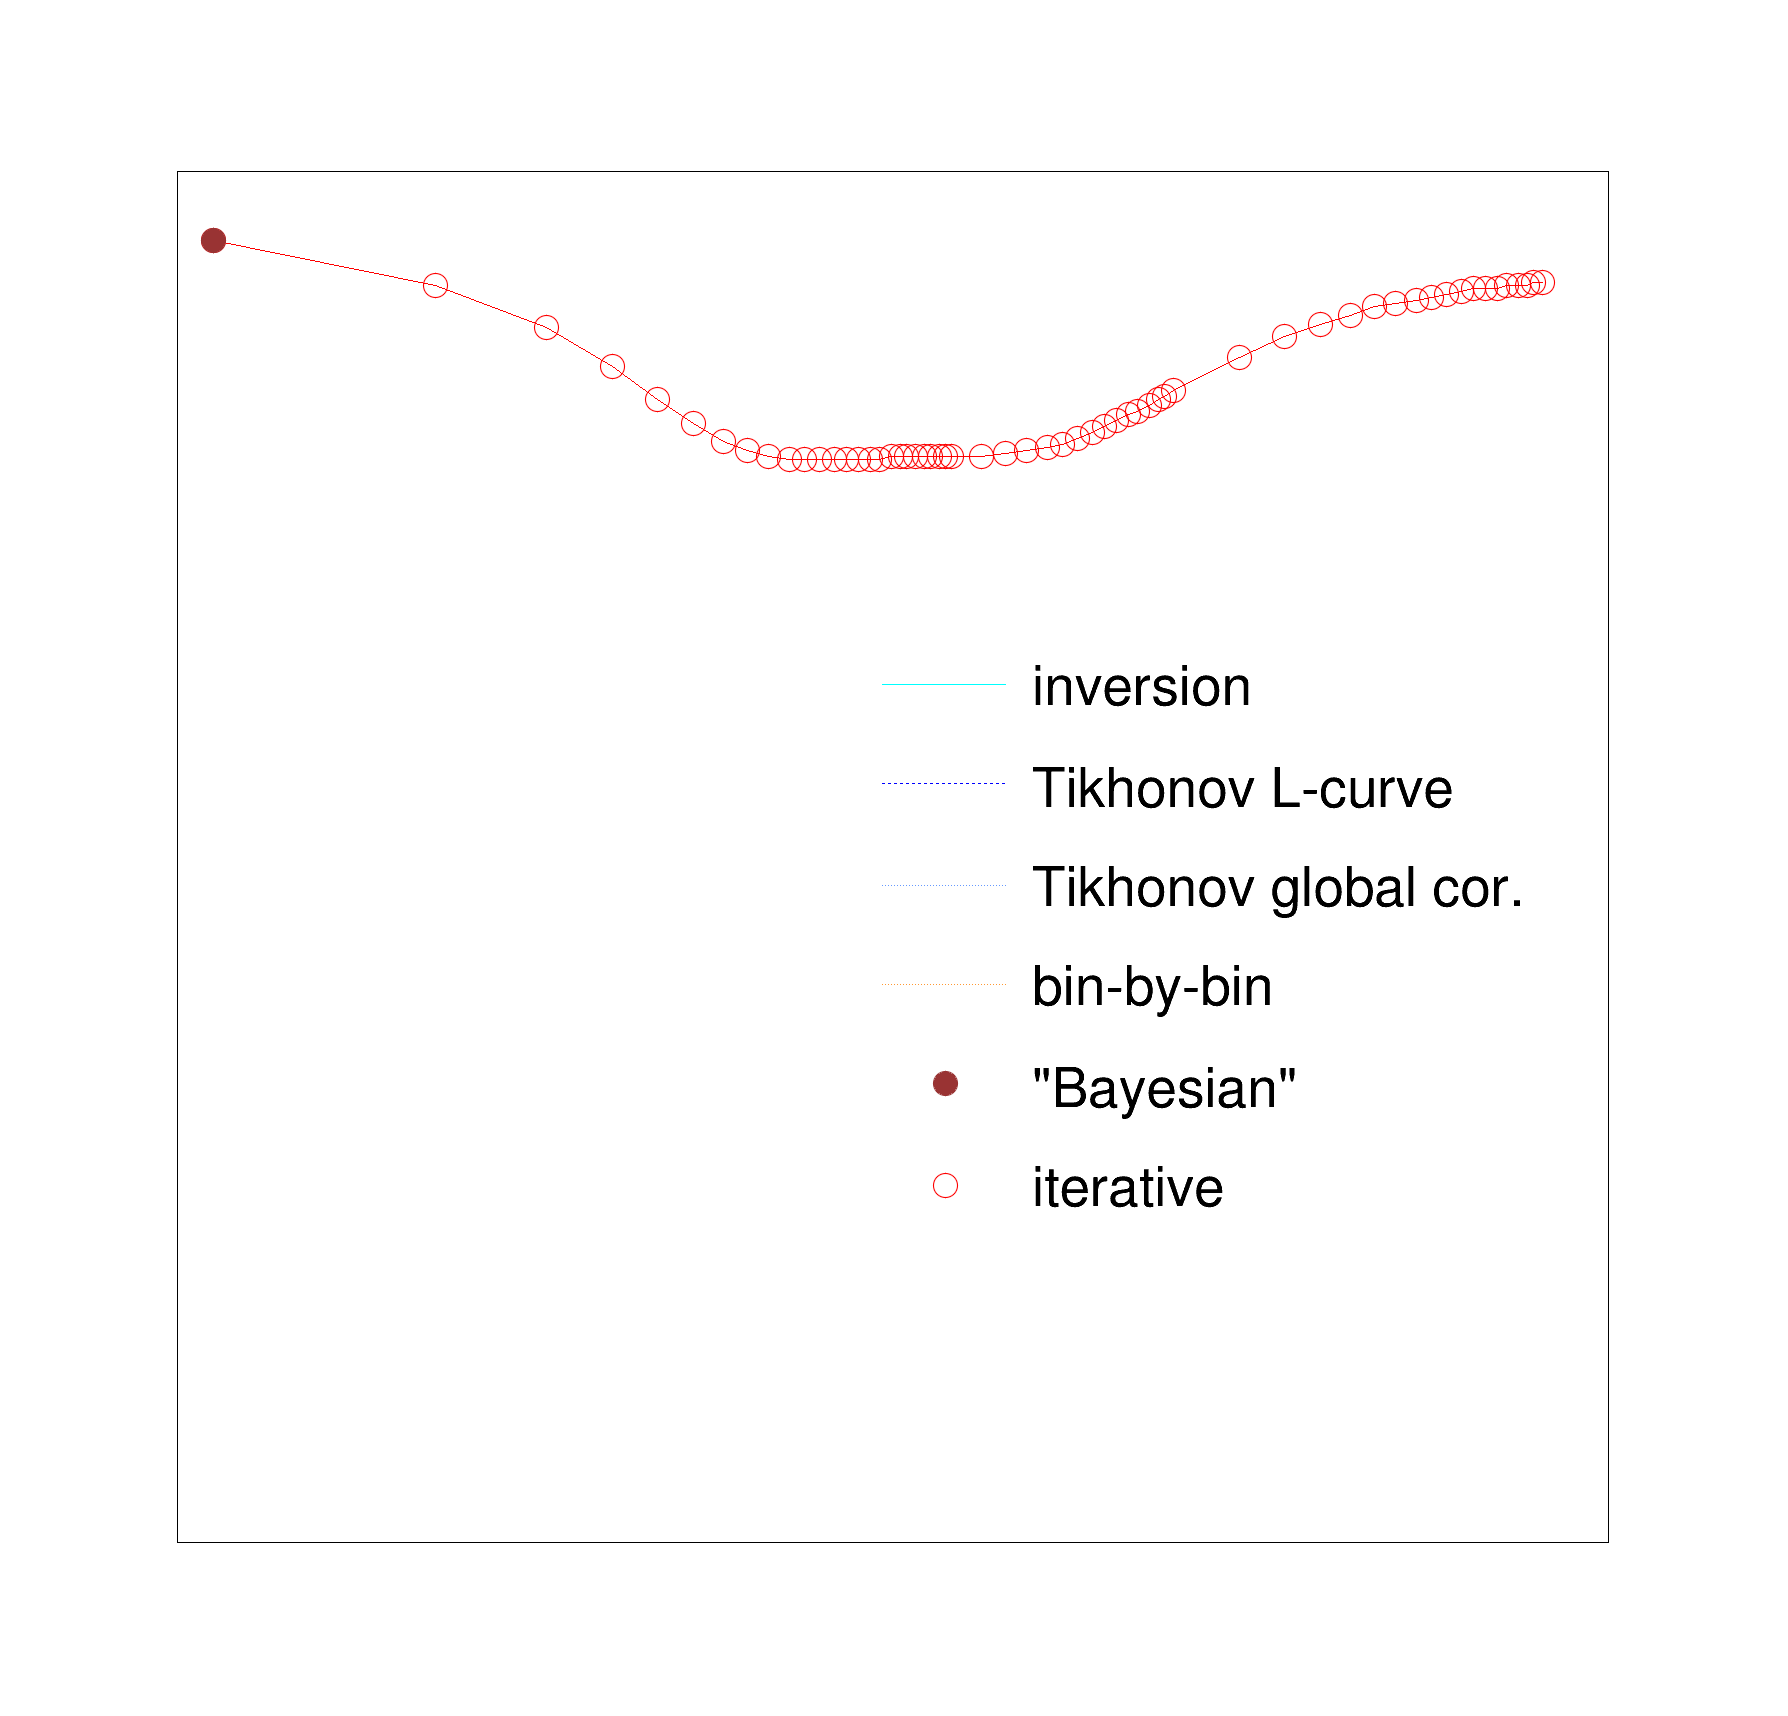 inversion
Tikhonov L-curve
Tikhonov global cor.
bin-by-bin
"Bayesian"
iterative